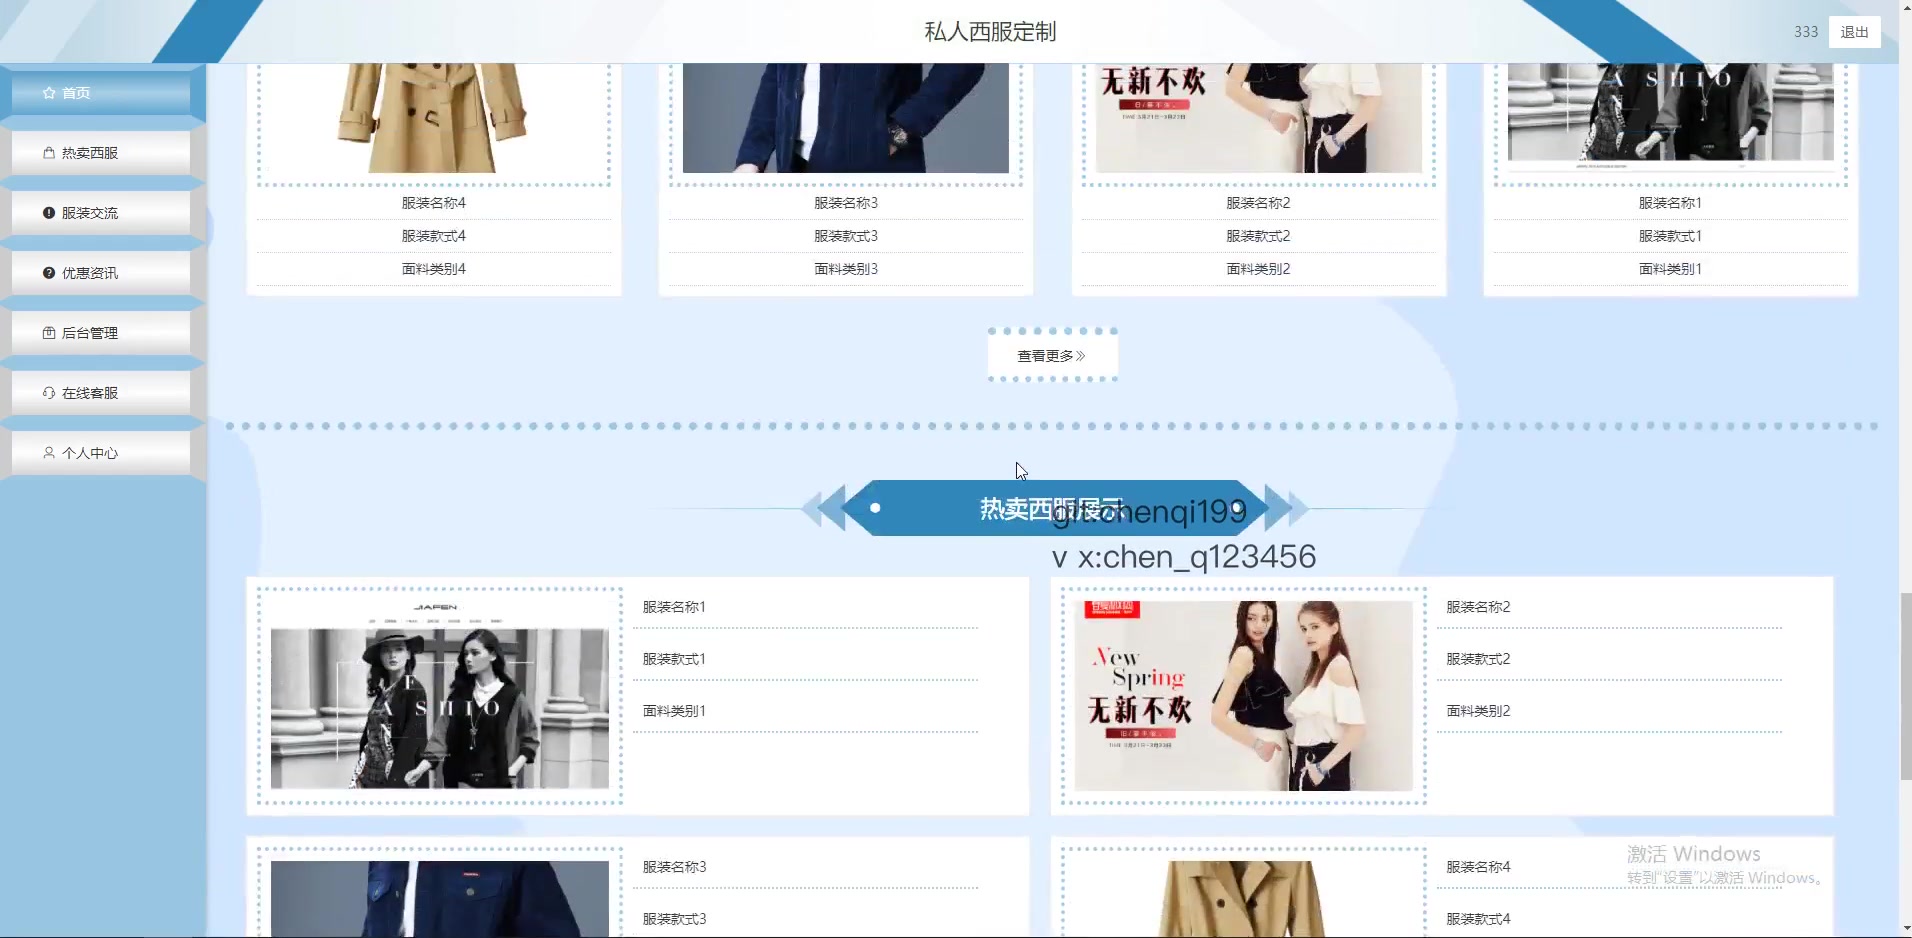 私人西服定制
333
退出
首页
热卖西服
服装交流
优惠资讯
后台管理
在线客服
个人中心
无新不欢
A SHIO
N
服装名称4
服装名称3
服装名称2
服装名称1
服装款式4
服装款式3
服装款式2
服装款式1
面料类别4
面料类别3
面料类别2
面料类别1
查看更多
热卖西服展示
git:chenqi199
v x:chen_q123456
服装名称1
服装款式1
面料类别1
F
A SHIO
N
服装名称2
服装款式2
面料类别2
New
Spring
无新不欢
服装名称3
服装款式3
服装名称4
服装款式4
激活 Windows
转到"设置"以激活 Windows。